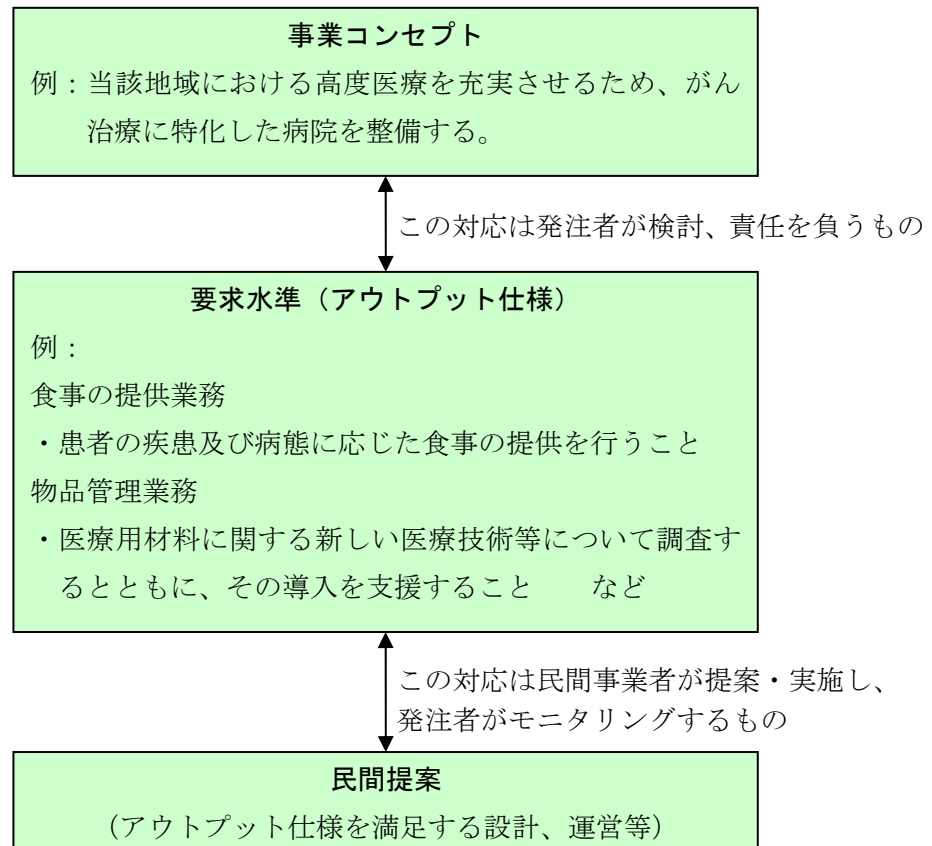 事業コンセプト
例：当該地域における高度医療を充実させるため、がん
治療に特化した病院を整備する。
この対応は発注者が検討、責任を負うもの
要求水準（アウトプット仕様）
例：
食事の提供業務
・患者の疾患及び病態に応じた食事の提供を行うこと
物品管理業務
・医療用材料に関する新しい医療技術等について調査す
るとともに、その導入を支援すること　　など
この対応は民間事業者が提案・実施し、
発注者がモニタリングするもの
民間提案
（アウトプット仕様を満足する設計、運営等）